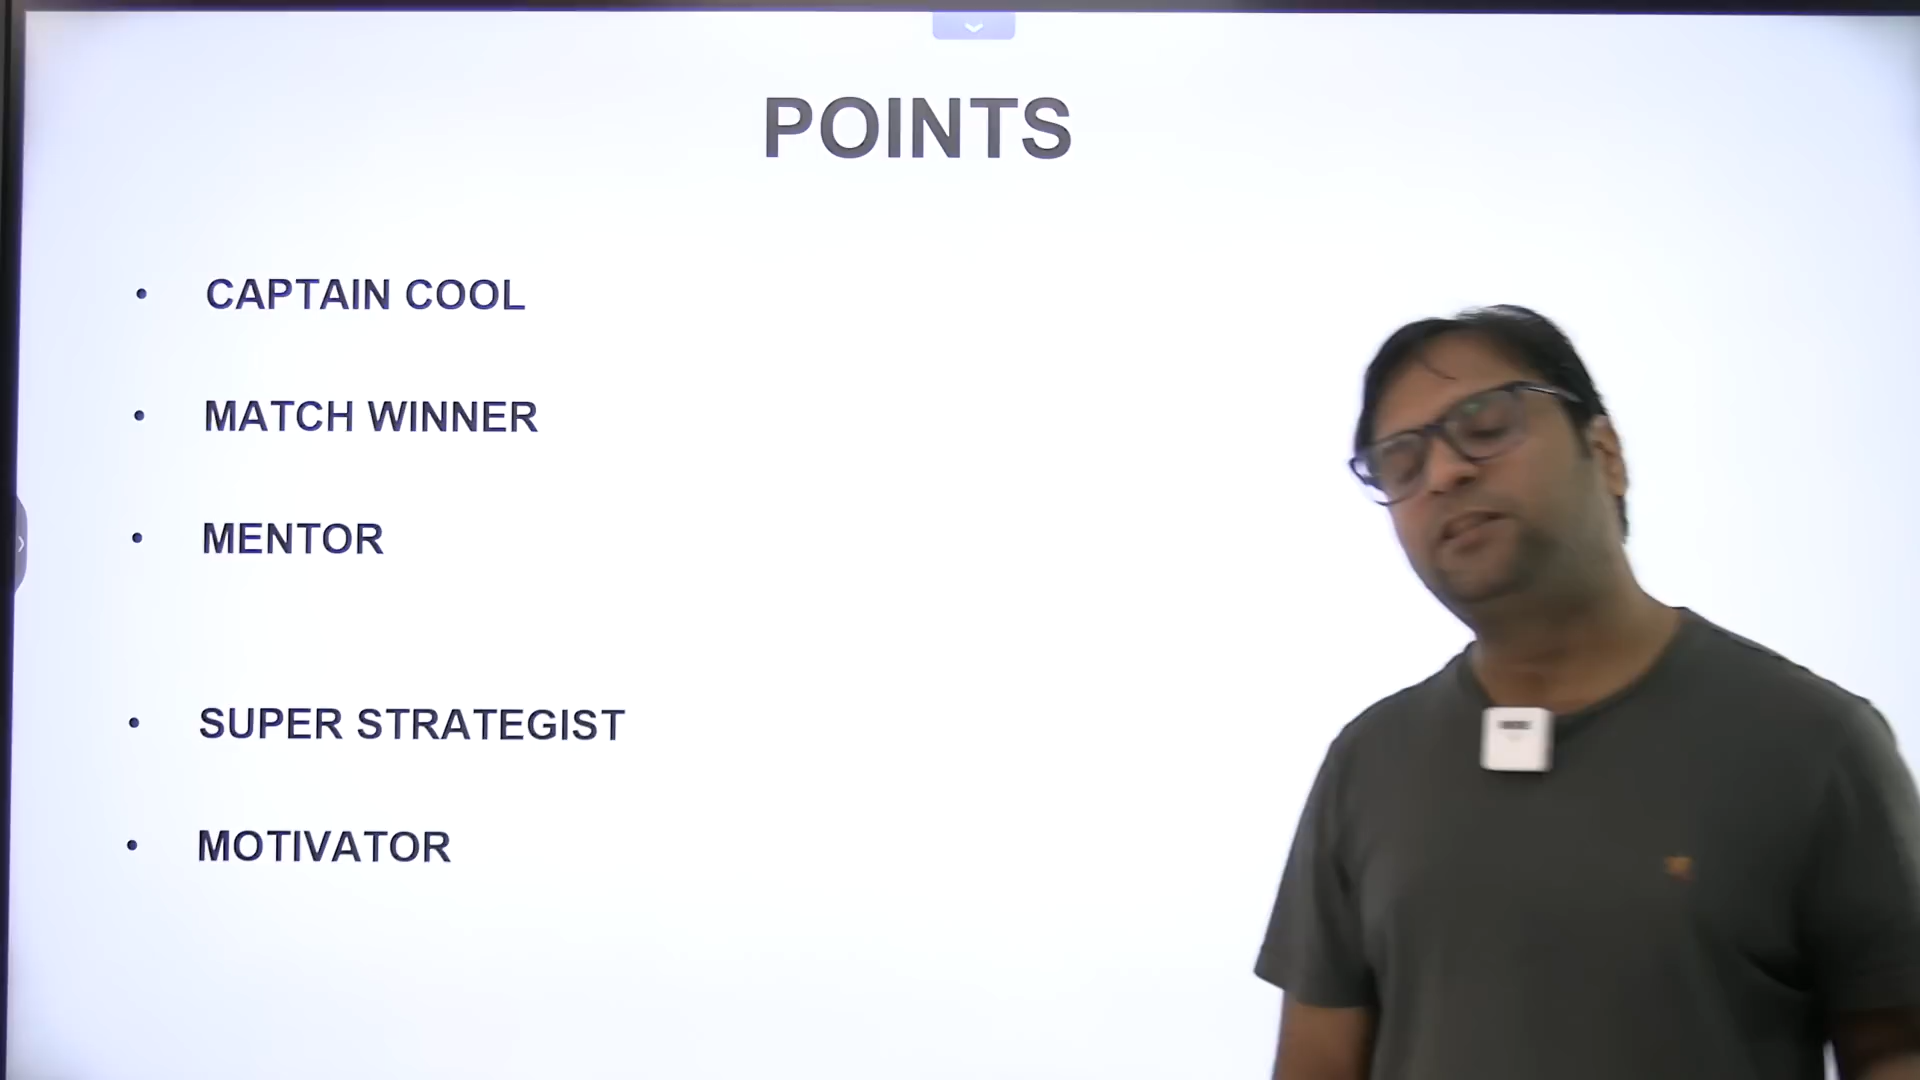 POINTS
• CAPTAIN COOL
• MATCH WINNER
• MENTOR
• SUPER STRATEGIST
• MOTIVATOR